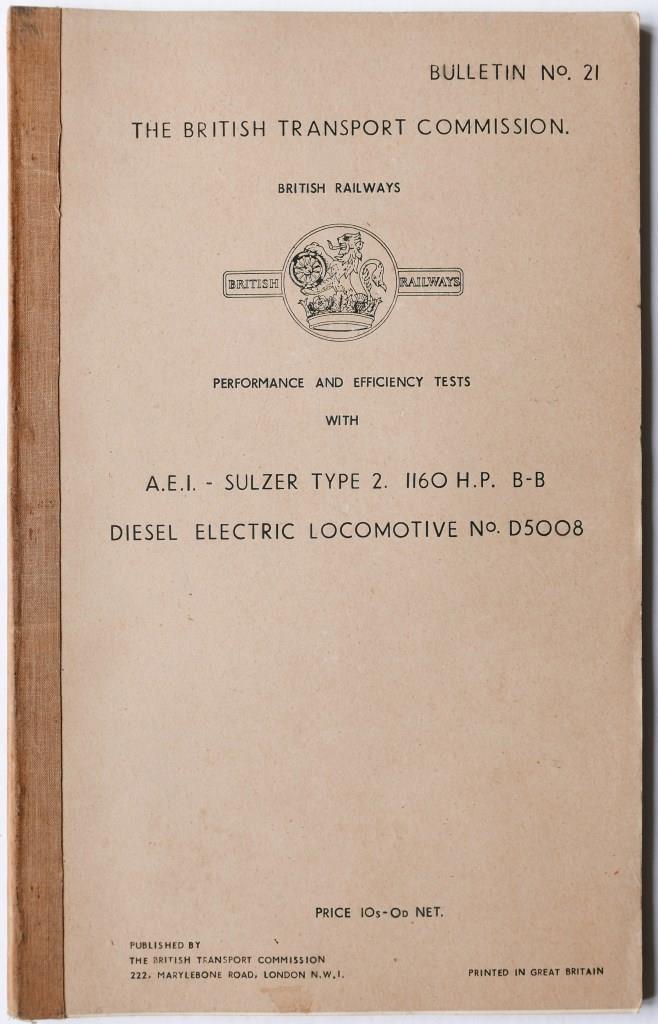 BULLETIN No. 21
THE BRITISH TRANSPORT COMMISSION.
BRITISH RAILWAYS
BRITISH RAILWAYS
PERFORMANCE AND EFFICIENCY TESTS
WITH
A.E.I. - SULZER TYPE 2. 1160 H.P. B-B
DIESEL ELECTRIC LOCOMOTIVE No. D5008
PRICE 10s-0D NET.
PUBLISHED BY
THE BRITISH TRANSPORT COMMISSION
222, MARYLEBONE ROAD, LONDON N.W.1.
PRINTED IN GREAT BRITAIN